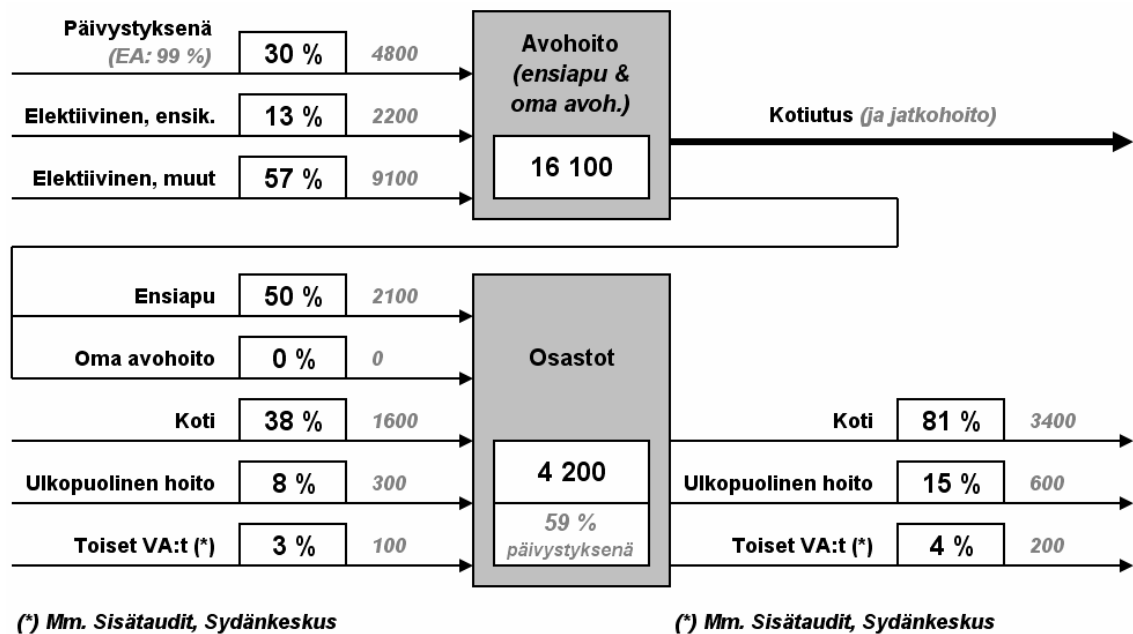 Päivystyksenä
(EA: 99 %)
30 %
4800
Elektiivinen, ensik.
13 %
2200
Elektiivinen, muut
57 %
9100
Avohoito
(ensiapu &
oma avoh.)
16 100
Kotiutus (ja jatkohoito)
Ensiapu
50 %
2100
Oma avohoito
0 %
0
Koti
38 %
1600
Ulkopuolinen hoito
8 %
300
Toiset VA:t (*)
3 %
100
Osastot
4 200
59 %
päivystyksenä
Koti
81 %
3400
Ulkopuolinen hoito
15 %
600
Toiset VA:t (*)
4 %
200
(*) Mm. Sisätaudit, Sydänkeskus
(*) Mm. Sisätaudit, Sydänkeskus